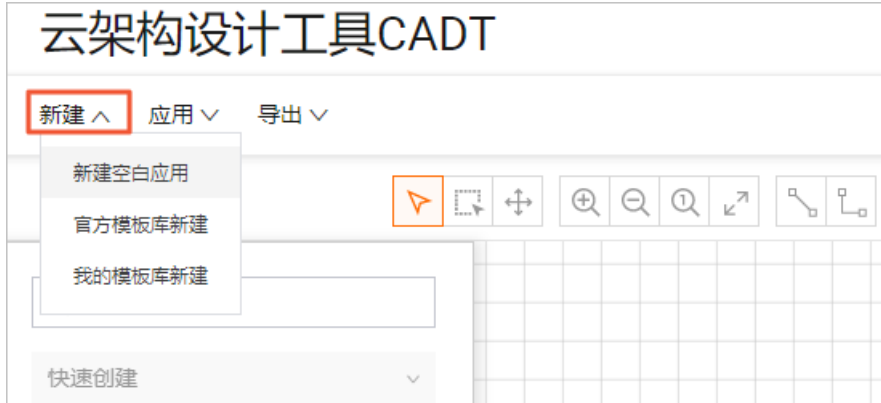 云架构设计工具CADT
新建 应用 导出
新建空白应用
官方模板库新建
我的模板库新建
1
快速创建